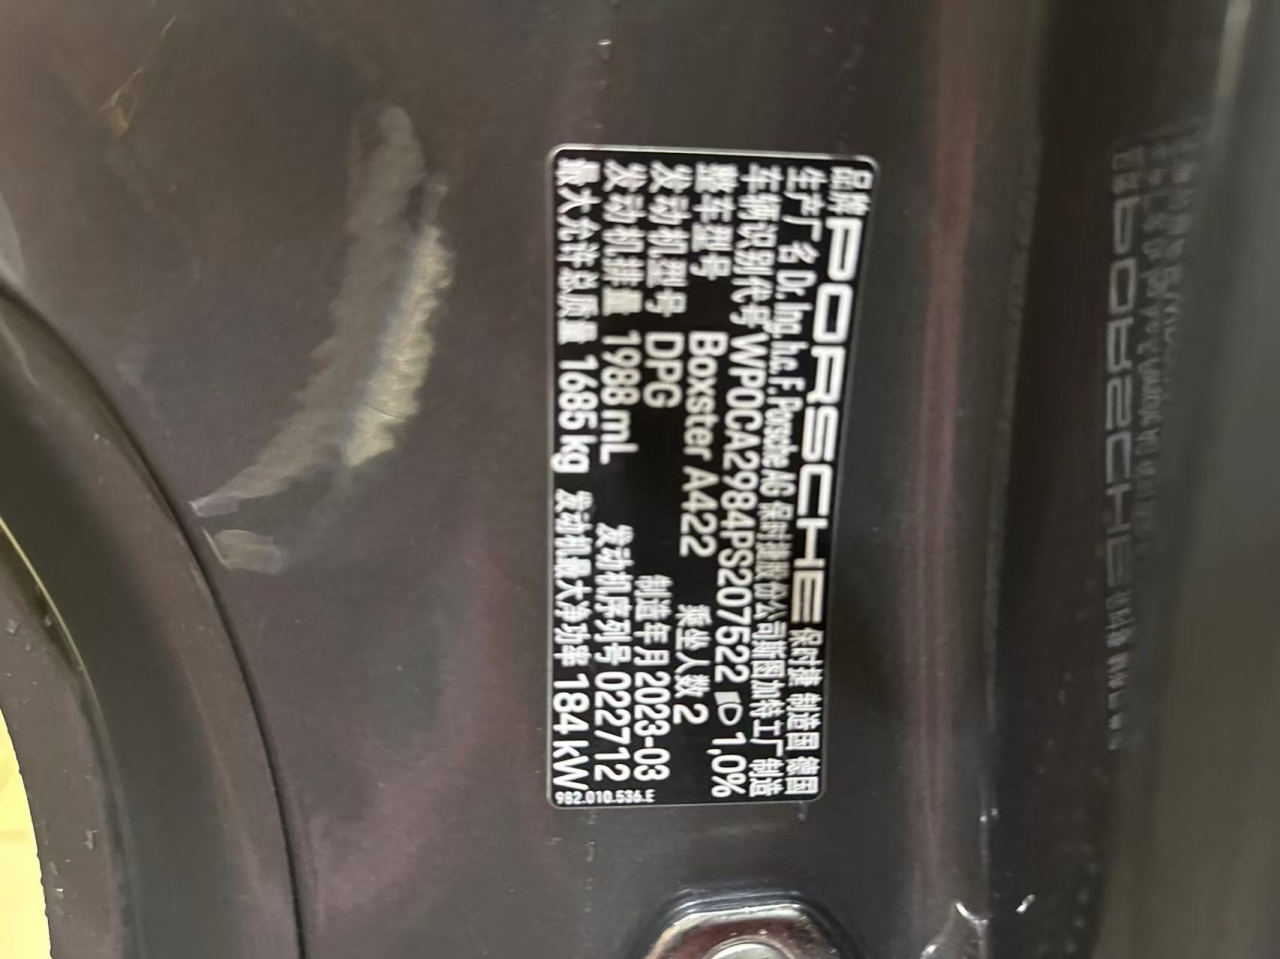 品牌 PORSCHE 保时捷 制造国 德国
生产厂名 Dr. Ing. h.c. F. Porsche AG 保时捷股份公司斯图加特工厂 制造
车辆识别代号 WP0CA2984PS207522 1,0%
整车型号 Boxster A422 乘坐人数 2
发动机型号 DPG 制造年月 2023-03
发动机排量 1988 mL 发动机序列号 022712
最大允许总质量 1685 kg 发动机最大净功率 184 kW
982.010.536.E